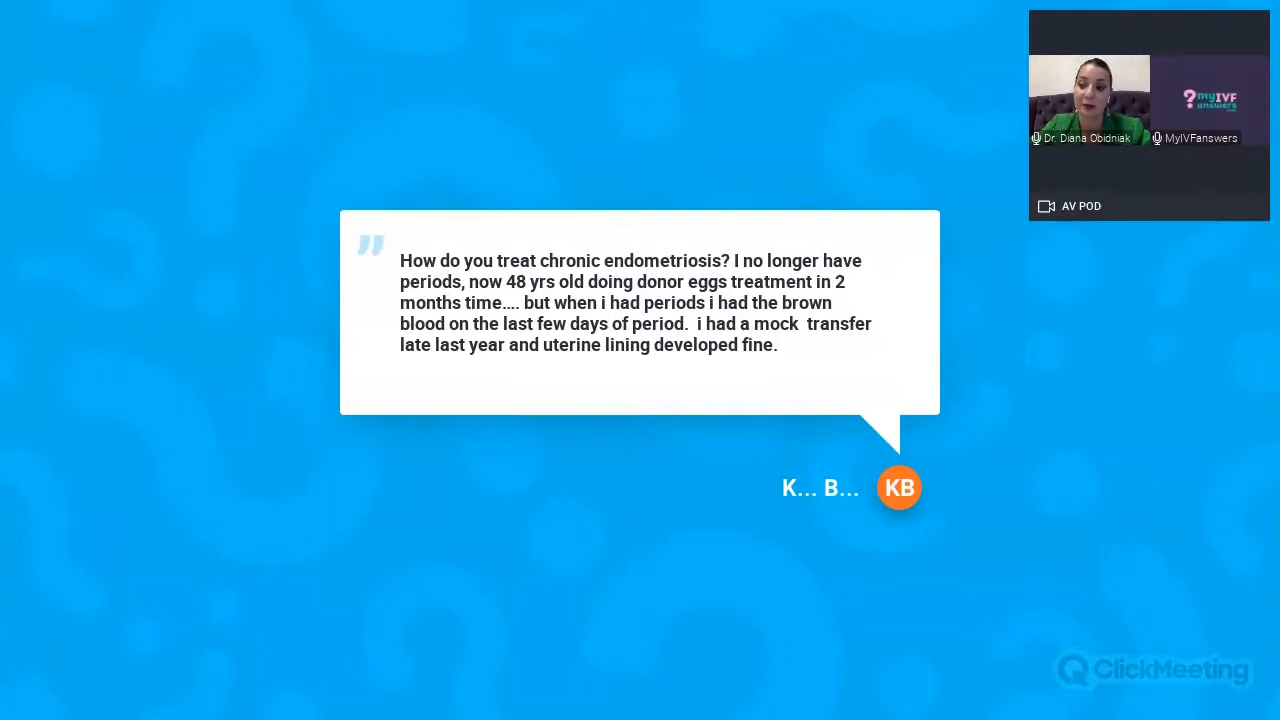 How do you treat chronic endometriosis? I no longer have
periods, now 48 yrs old doing donor eggs treatment in 2
months time.... but when i had periods i had the brown
blood on the last few days of period.  i had a mock  transfer
late last year and uterine lining developed fine.
K... B...
KB
? myIVF
answers
Dr. Diana Obidniak
MyIVFanswers
AV POD
ClickMeeting